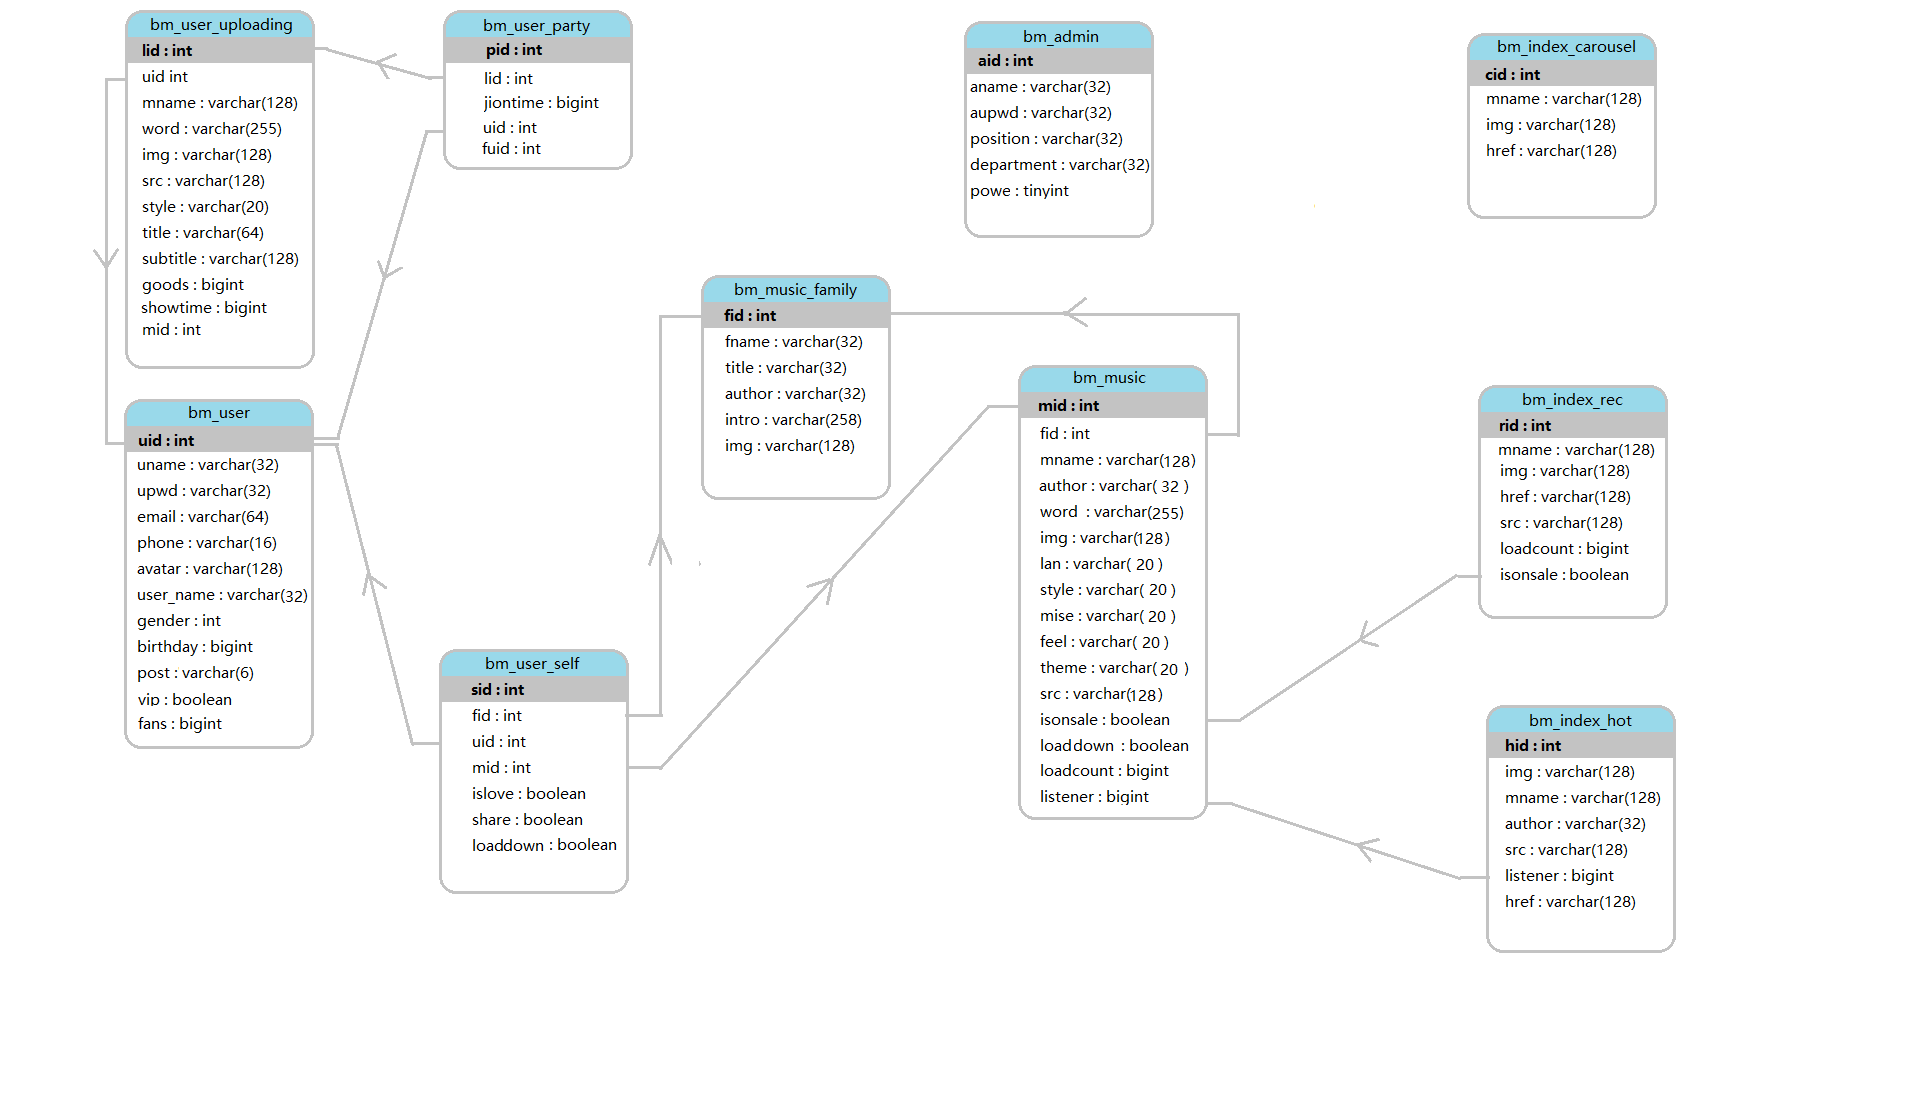 bm_user_uploading
lid : int
uid int
mname : varchar(128)
word : varchar(255)
img : varchar(128)
src : varchar(128)
style : varchar(20)
title : varchar(64)
subtitle : varchar(128)
goods : bigint
showtime : bigint
mid : int
bm_user_party
pid : int
lid : int
jiontime : bigint
uid : int
fuid : int
bm_admin
aid : int
aname : varchar(32)
aupwd : varchar(32)
position : varchar(32)
department : varchar(32)
powe : tinyint
bm_index_carousel
cid : int
mname : varchar(128)
img : varchar(128)
href : varchar(128)
bm_music_family
fid : int
fname : varchar(32)
title : varchar(32)
author : varchar(32)
intro : varchar(258)
img : varchar(128)
bm_user
uid : int
uname : varchar(32)
upwd : varchar(32)
email : varchar(64)
phone : varchar(16)
avatar : varchar(128)
user_name : varchar(32)
gender : int
birthday : bigint
post : varchar(6)
vip : boolean
fans : bigint
bm_user_self
sid : int
fid : int
uid : int
mid : int
islove : boolean
share : boolean
loaddown : boolean
bm_music
mid : int
fid : int
mname : varchar(128)
author : varchar( 32 )
word : varchar(255)
img : varchar(128)
lan : varchar( 20 )
style : varchar( 20 )
mise : varchar( 20 )
feel : varchar( 20 )
theme : varchar( 20 )
src : varchar(128)
isonsale : boolean
loaddown : boolean
loadcount : bigint
listener : bigint
bm_index_rec
rid : int
mname : varchar(128)
img : varchar(128)
href : varchar(128)
src : varchar(128)
loadcount : bigint
isonsale : boolean
bm_index_hot
hid : int
img : varchar(128)
mname : varchar(128)
author : varchar(32)
src : varchar(128)
listener : bigint
href : varchar(128)